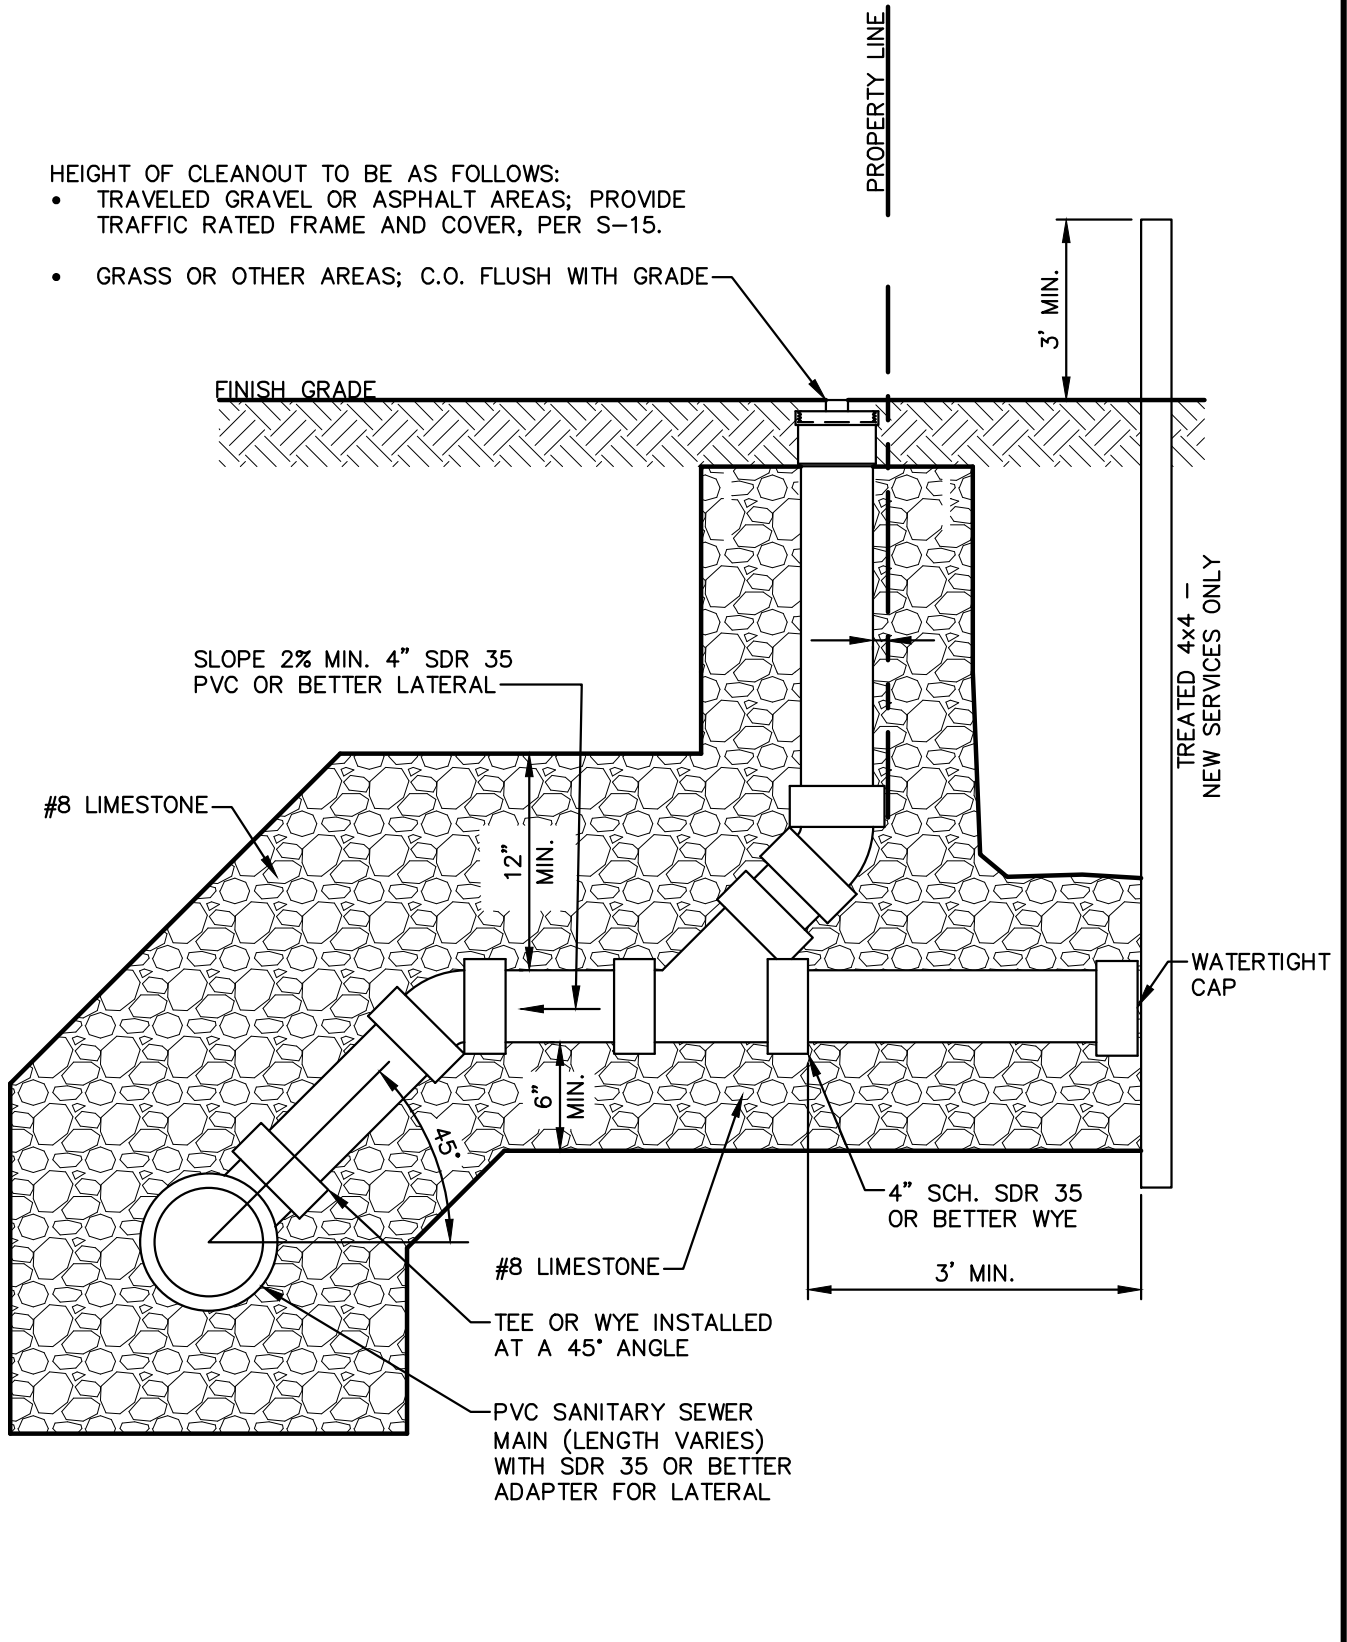 PROPERTY LINE
HEIGHT OF CLEANOUT TO BE AS FOLLOWS:
• TRAVELED GRAVEL OR ASPHALT AREAS; PROVIDE
TRAFFIC RATED FRAME AND COVER, PER S-15.
• GRASS OR OTHER AREAS; C.O. FLUSH WITH GRADE
3' MIN.
FINISH GRADE
TREATED 4x4 -
NEW SERVICES ONLY
SLOPE 2% MIN. 4" SDR 35
PVC OR BETTER LATERAL
#8 LIMESTONE
12"
MIN.
WATERTIGHT
CAP
6"
MIN.
45°
4" SCH. SDR 35
OR BETTER WYE
#8 LIMESTONE
3' MIN.
TEE OR WYE INSTALLED
AT A 45° ANGLE
PVC SANITARY SEWER
MAIN (LENGTH VARIES)
WITH SDR 35 OR BETTER
ADAPTER FOR LATERAL